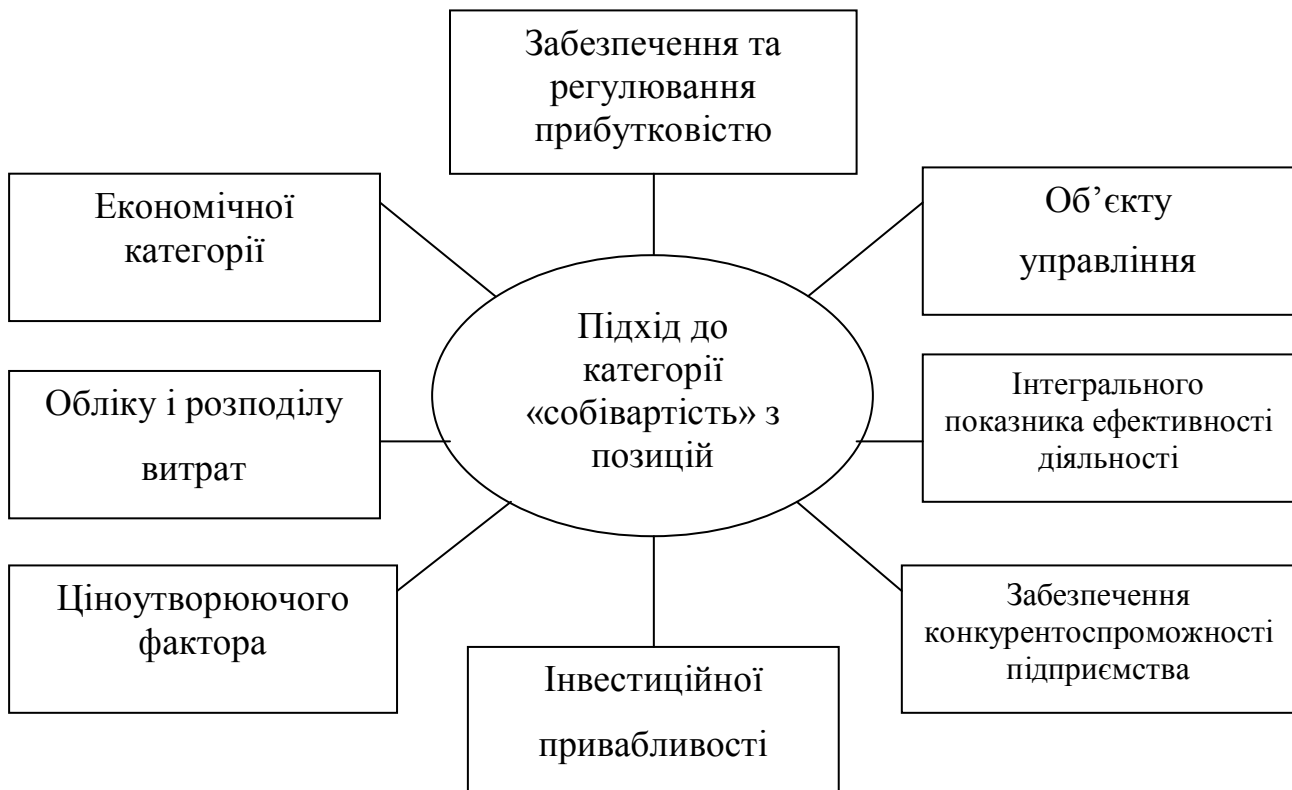 Забезпечення та
регулювання
прибутковістю
Економічної
категорії
Об’єкту
управління
Підхід до
категорії
«собівартість» з
позицій
Обліку і розподілу
витрат
Інтегрального
показника ефективності
діяльності
Ціноутворюючого
фактора
Забезпечення
конкурентоспроможності
підприємства
Інвестиційної
привабливості